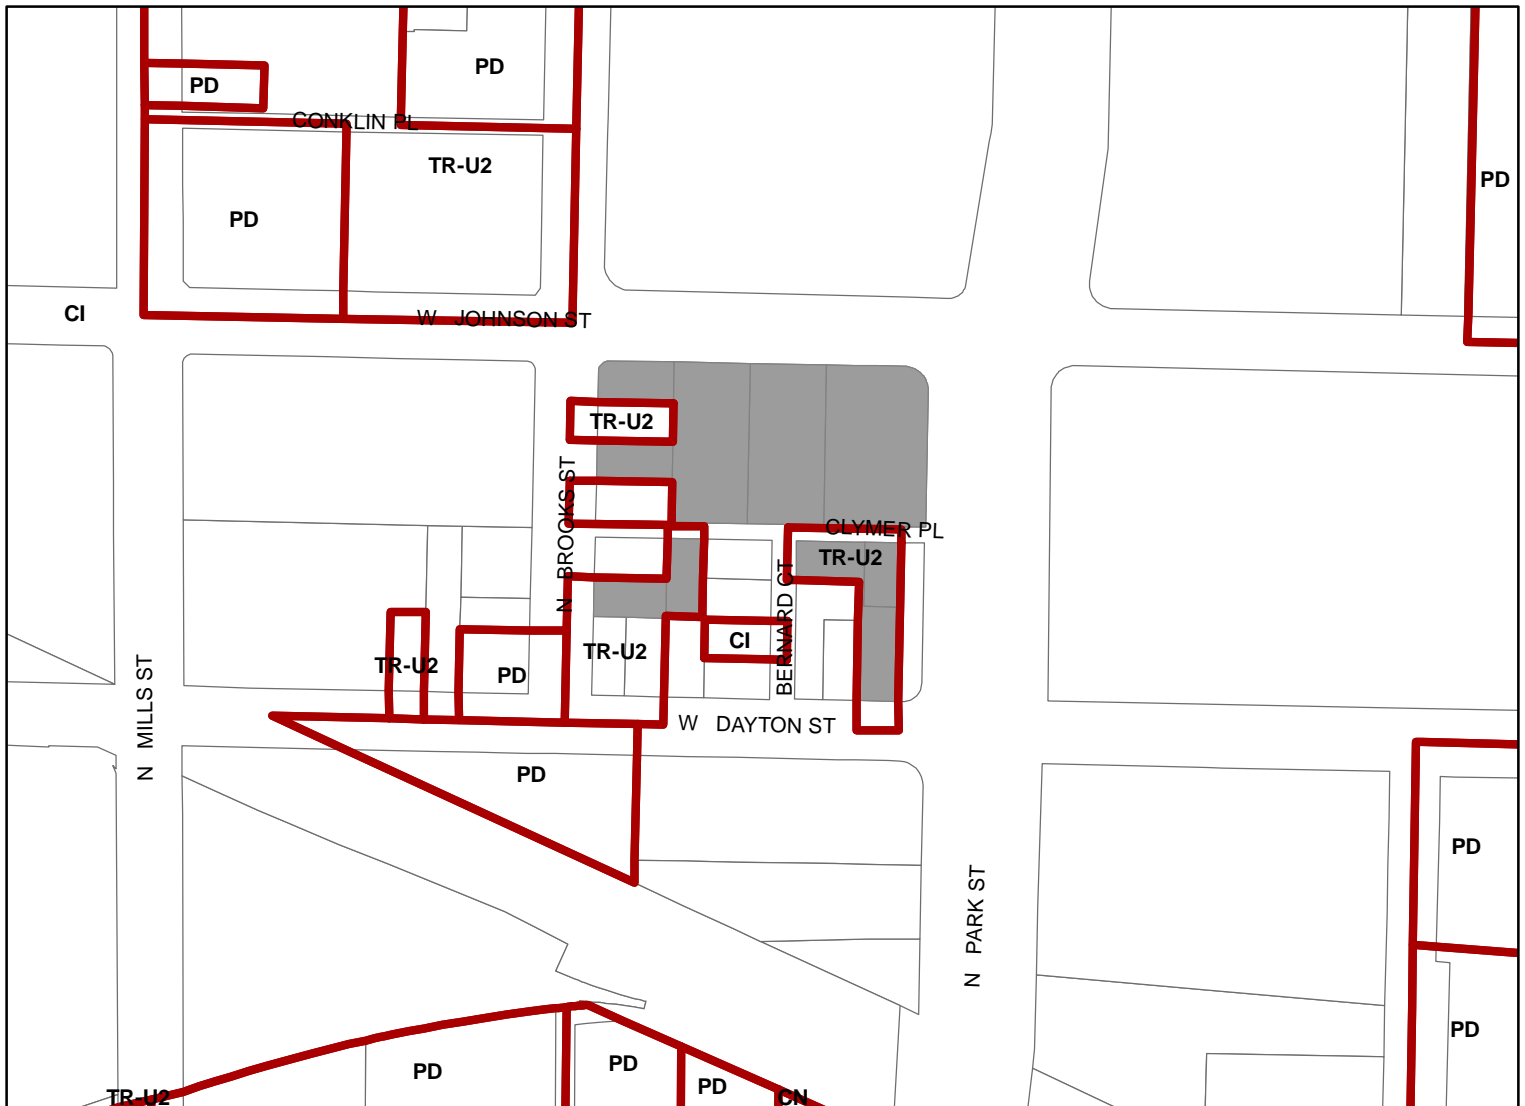 PD
PD
CONKLIN PL
TR-U2
PD
PD
CI
W JOHNSON ST
TR-U2
N BROOKS ST
CLYMER PL
TR-U2
BERNARD CT
CI
TR-U2
TR-U2
PD
N MILLS ST
W DAYTON ST
PD
PD
N PARK ST
PD
PD
PD
PD
TR-U2
CN